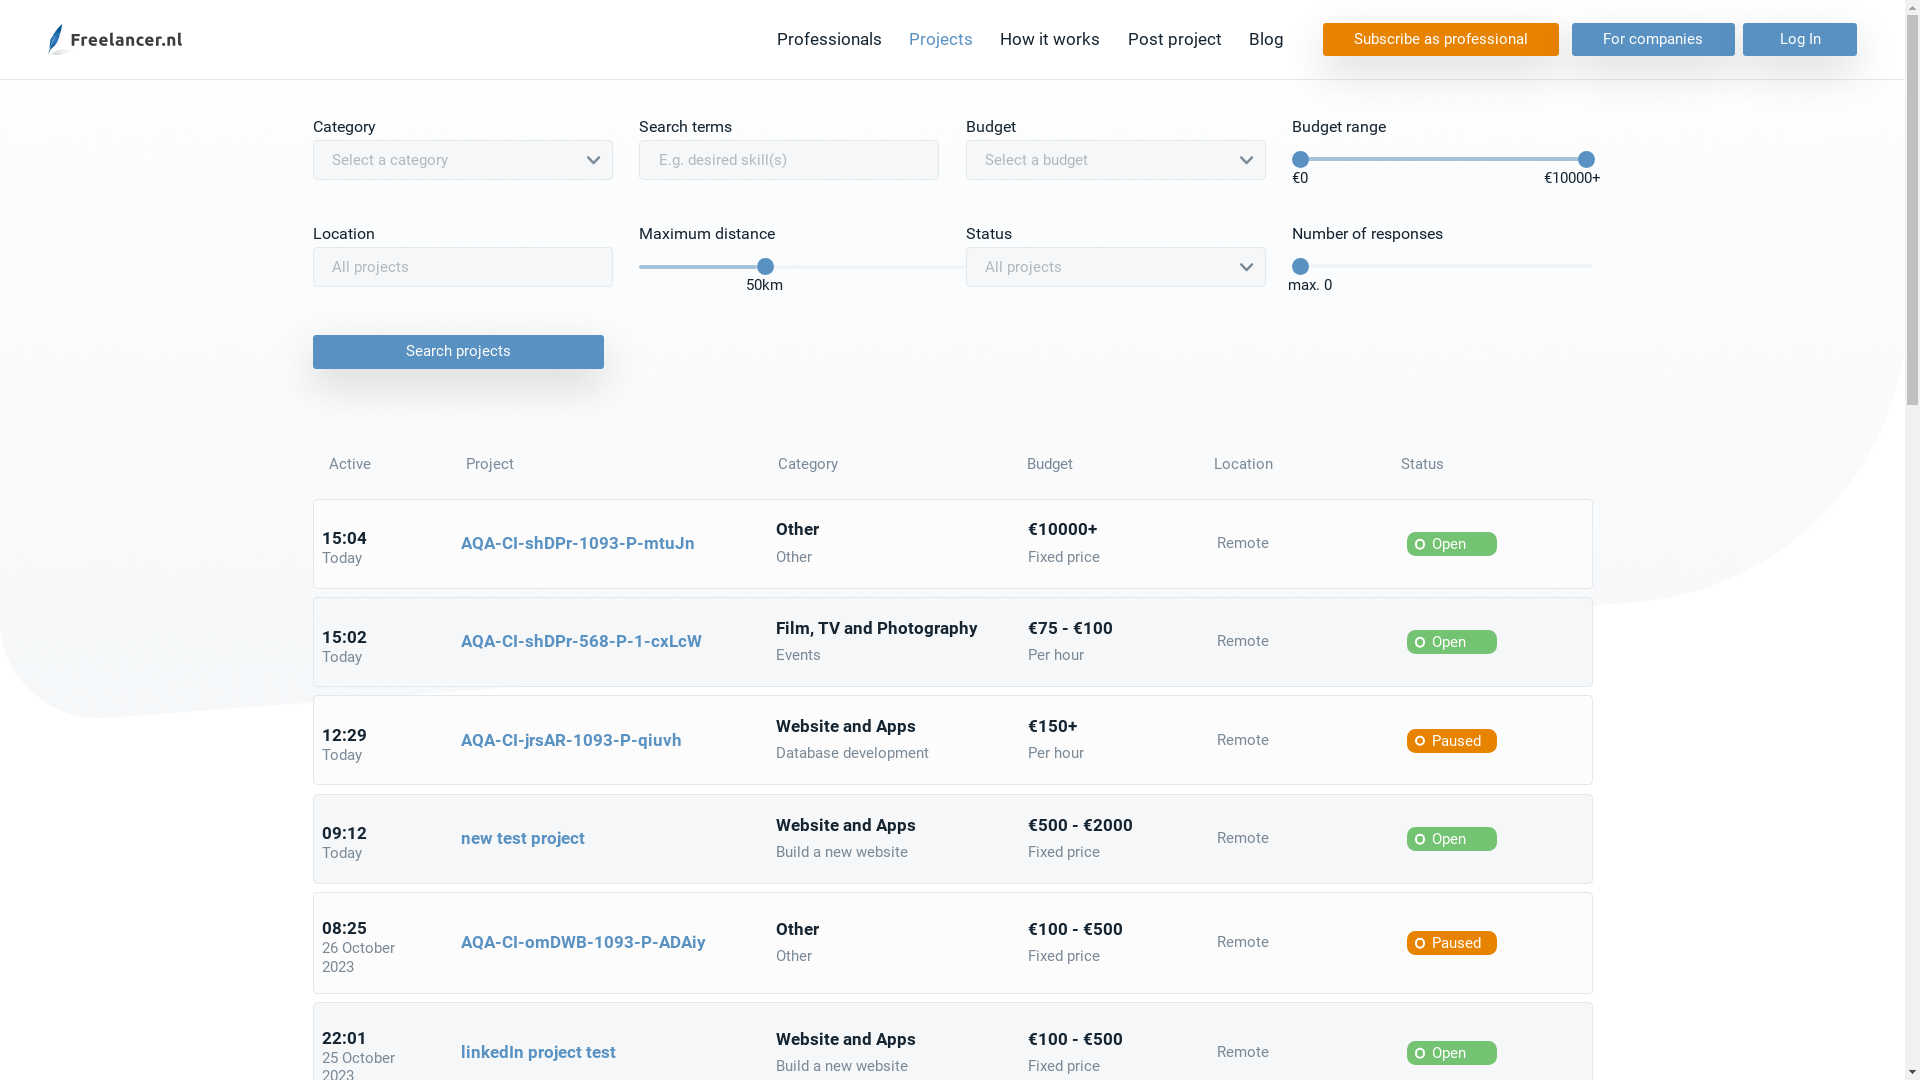 Freelancer.nl
Professionals Projects How it works Post project Blog Subscribe as professional For companies Log In
Category Search terms Budget Budget range
Select a category E.g. desired skill(s) Select a budget
€0 €10000+
Location Maximum distance Status Number of responses
All projects All projects
50km max. 0
Search projects
Active Project Category Budget Location Status
15:04
Today
AQA-CI-shDPr-1093-P-mtuJn
Other
Other
€10000+
Fixed price
Remote
Open
15:02
Today
AQA-CI-shDPr-568-P-1-cxLcW
Film, TV and Photography
Events
€75 - €100
Per hour
Remote
Open
12:29
Today
AQA-CI-jrsAR-1093-P-qiuvh
Website and Apps
Database development
€150+
Per hour
Remote
Paused
09:12
Today
new test project
Website and Apps
Build a new website
€500 - €2000
Fixed price
Remote
Open
08:25
26 October
2023
AQA-CI-omDWB-1093-P-ADAiy
Other
Other
€100 - €500
Fixed price
Remote
Paused
22:01
25 October
2023
linkedIn project test
Website and Apps
Build a new website
€100 - €500
Fixed price
Remote
Open